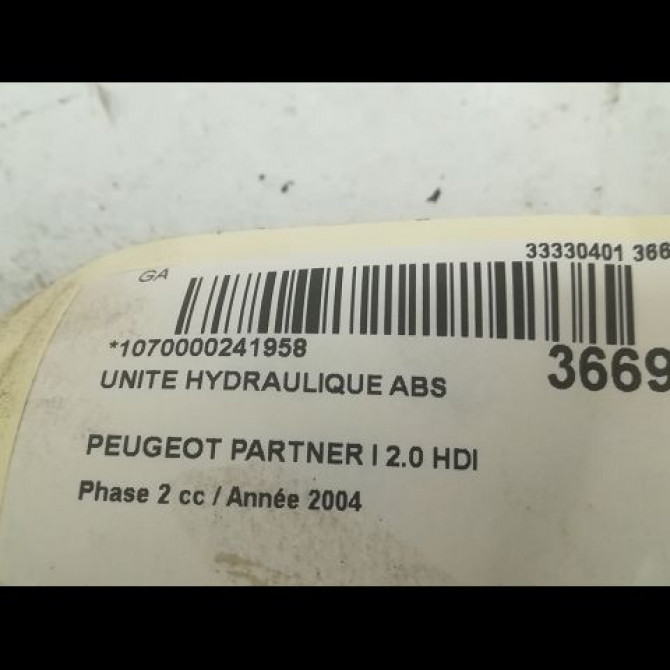 33330401 366
GA
*1070000241958
3669
UNITE HYDRAULIQUE ABS
PEUGEOT PARTNER I 2.0 HDI
Phase 2 cc / Année 2004